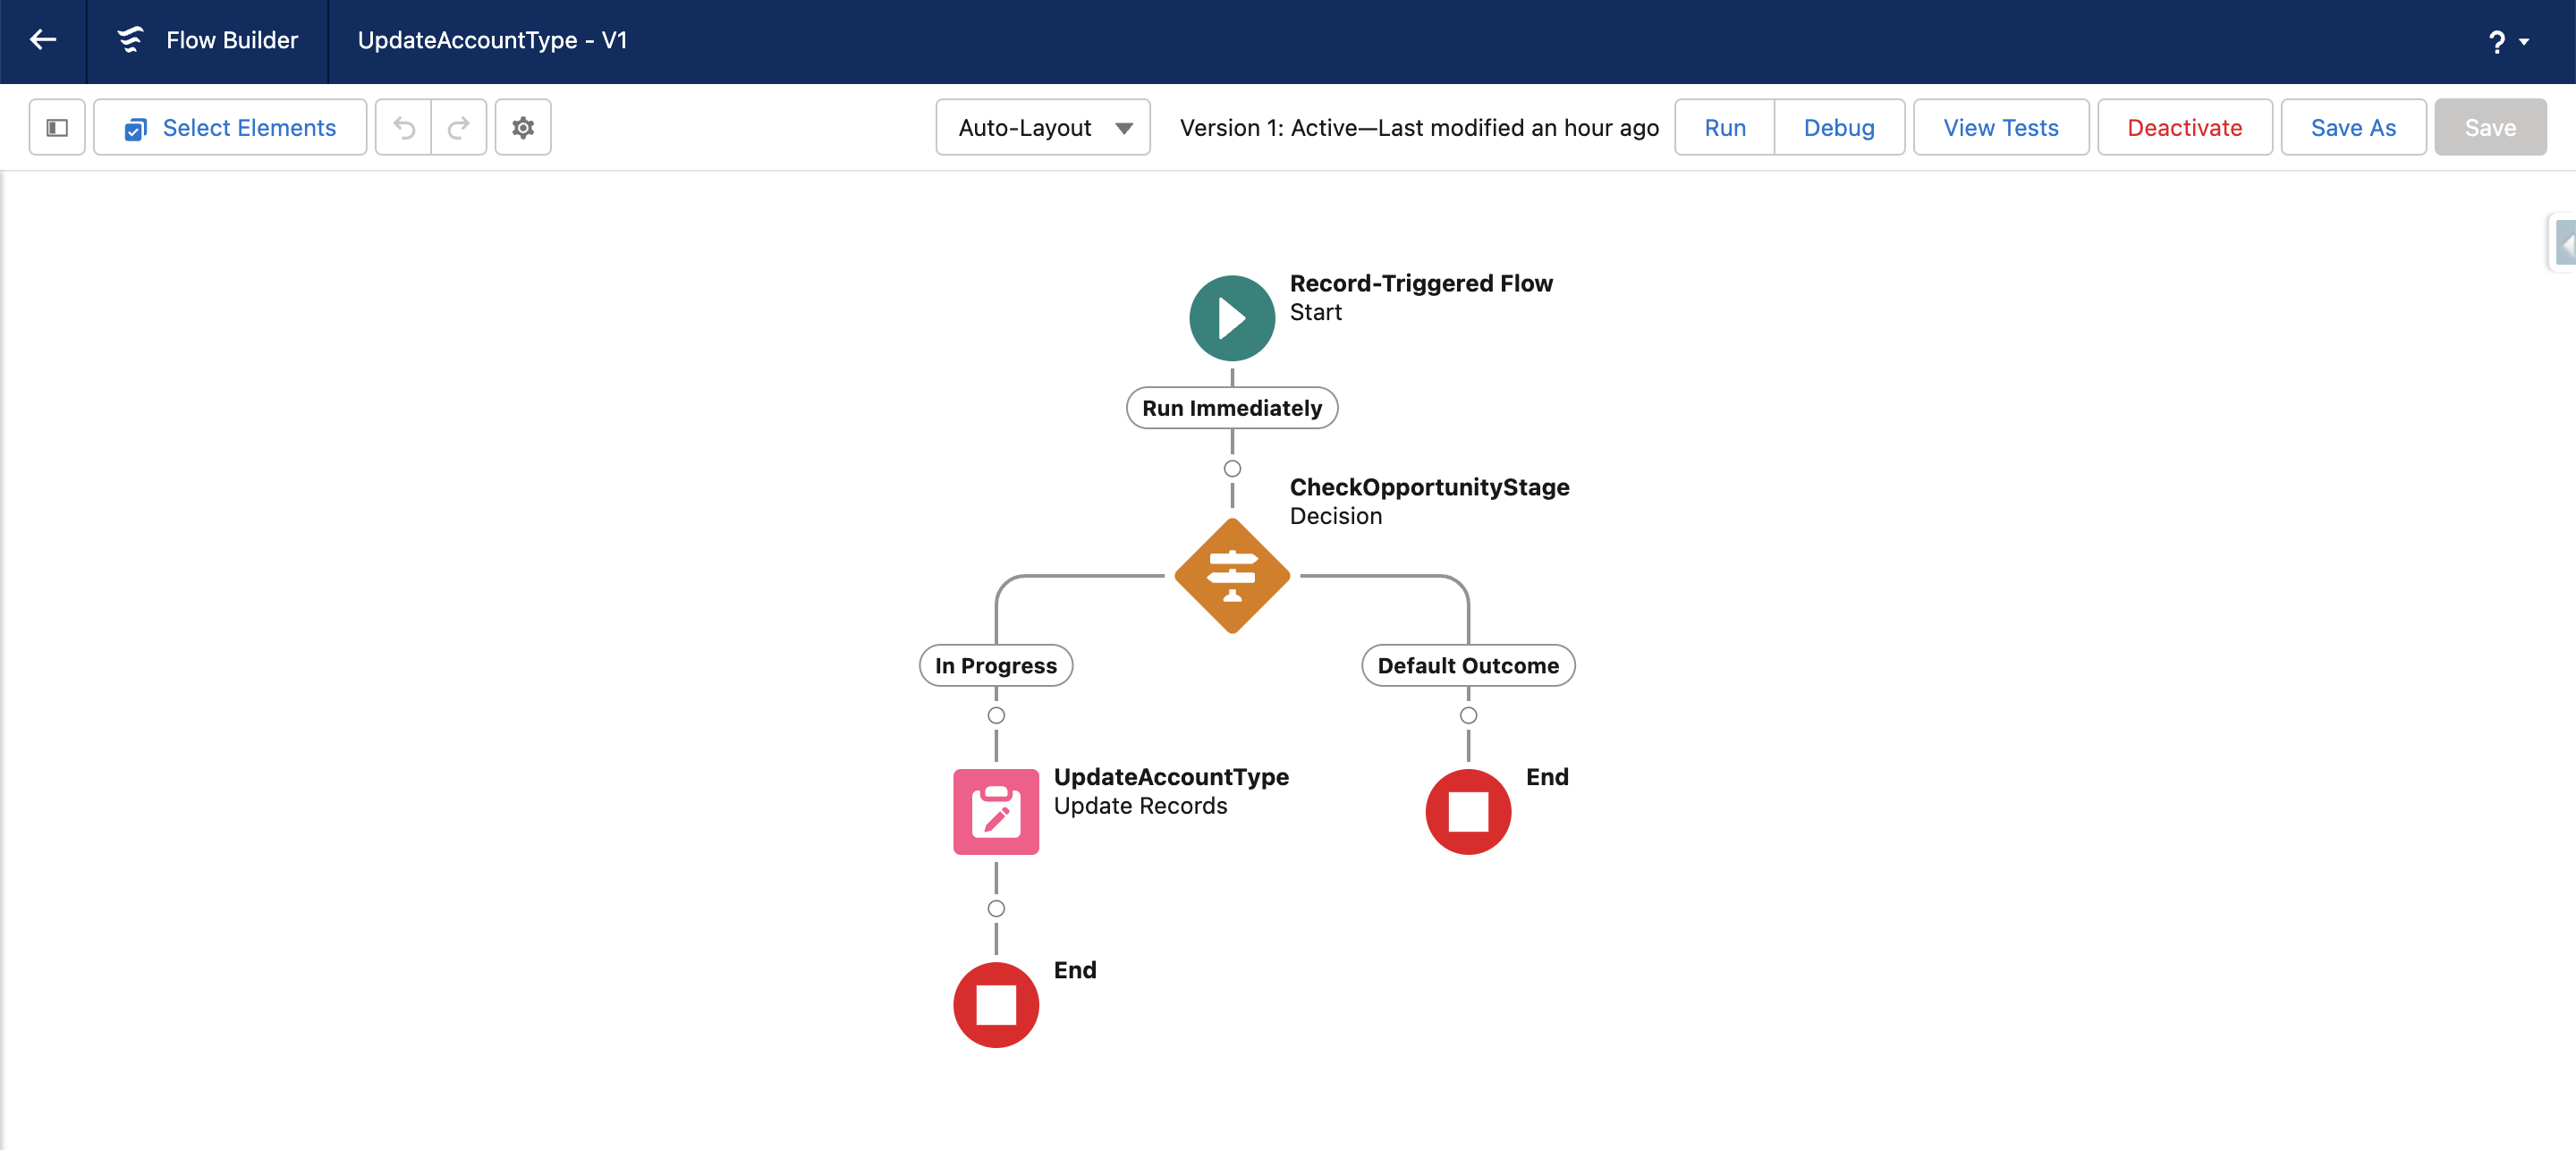 Flow Builder
UpdateAccountType - V1
?
Select Elements
Auto-Layout
Version 1: Active—Last modified an hour ago
Run
Debug
View Tests
Deactivate
Save As
Save
Record-Triggered Flow
Start
Run Immediately
CheckOpportunityStage
Decision
In Progress
Default Outcome
UpdateAccountType
Update Records
End
End